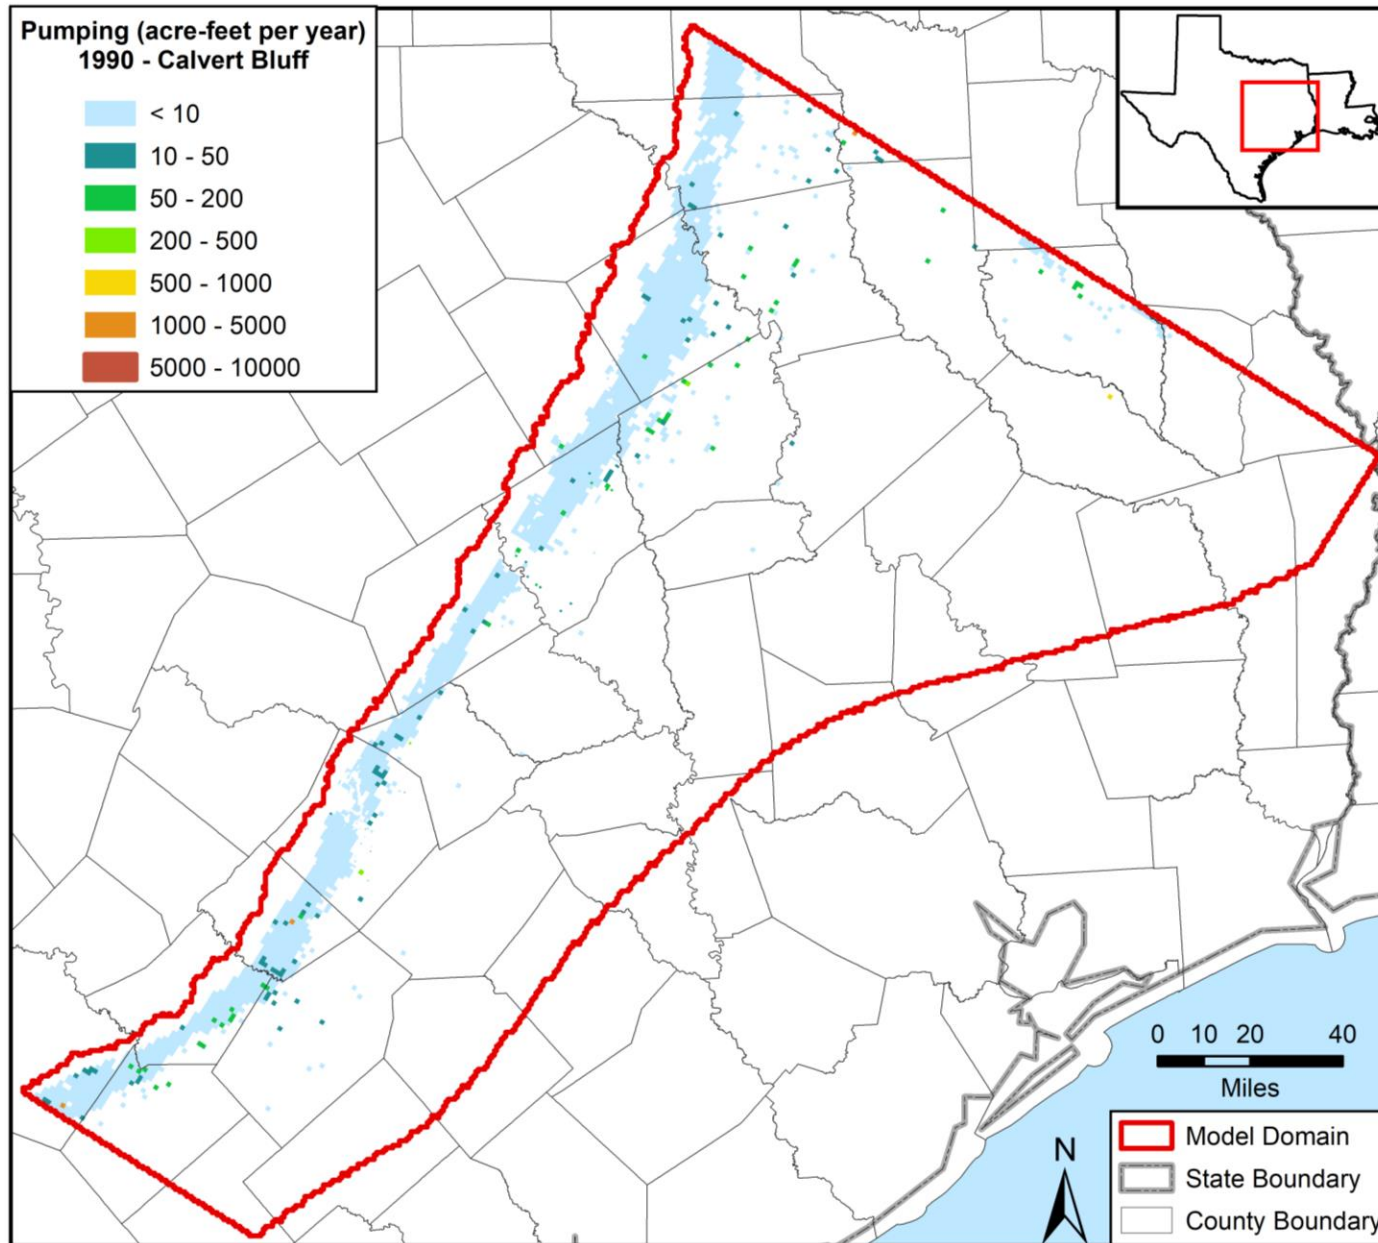 Pumping (acre-feet per year)
1990 - Calvert Bluff
< 10
10 - 50
50 - 200
200 - 500
500 - 1000
1000 - 5000
5000 - 10000
0 10 20 40
Miles
N
Model Domain
State Boundary
County Boundary